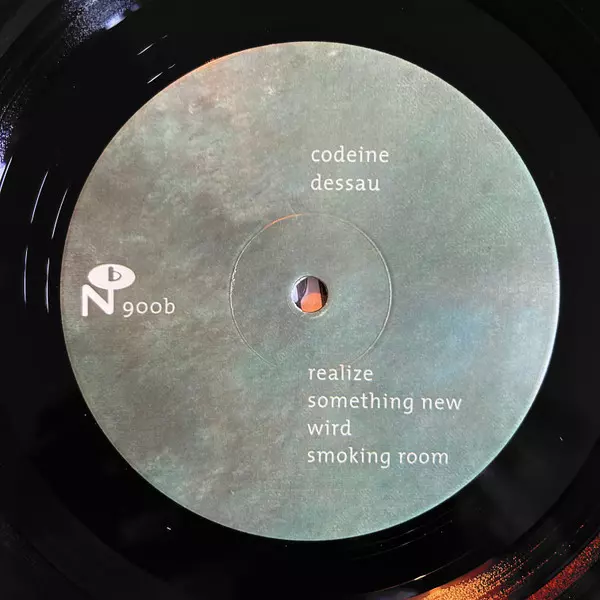 codeine
dessau
b
N 900b
realize
something new
wird
smoking room